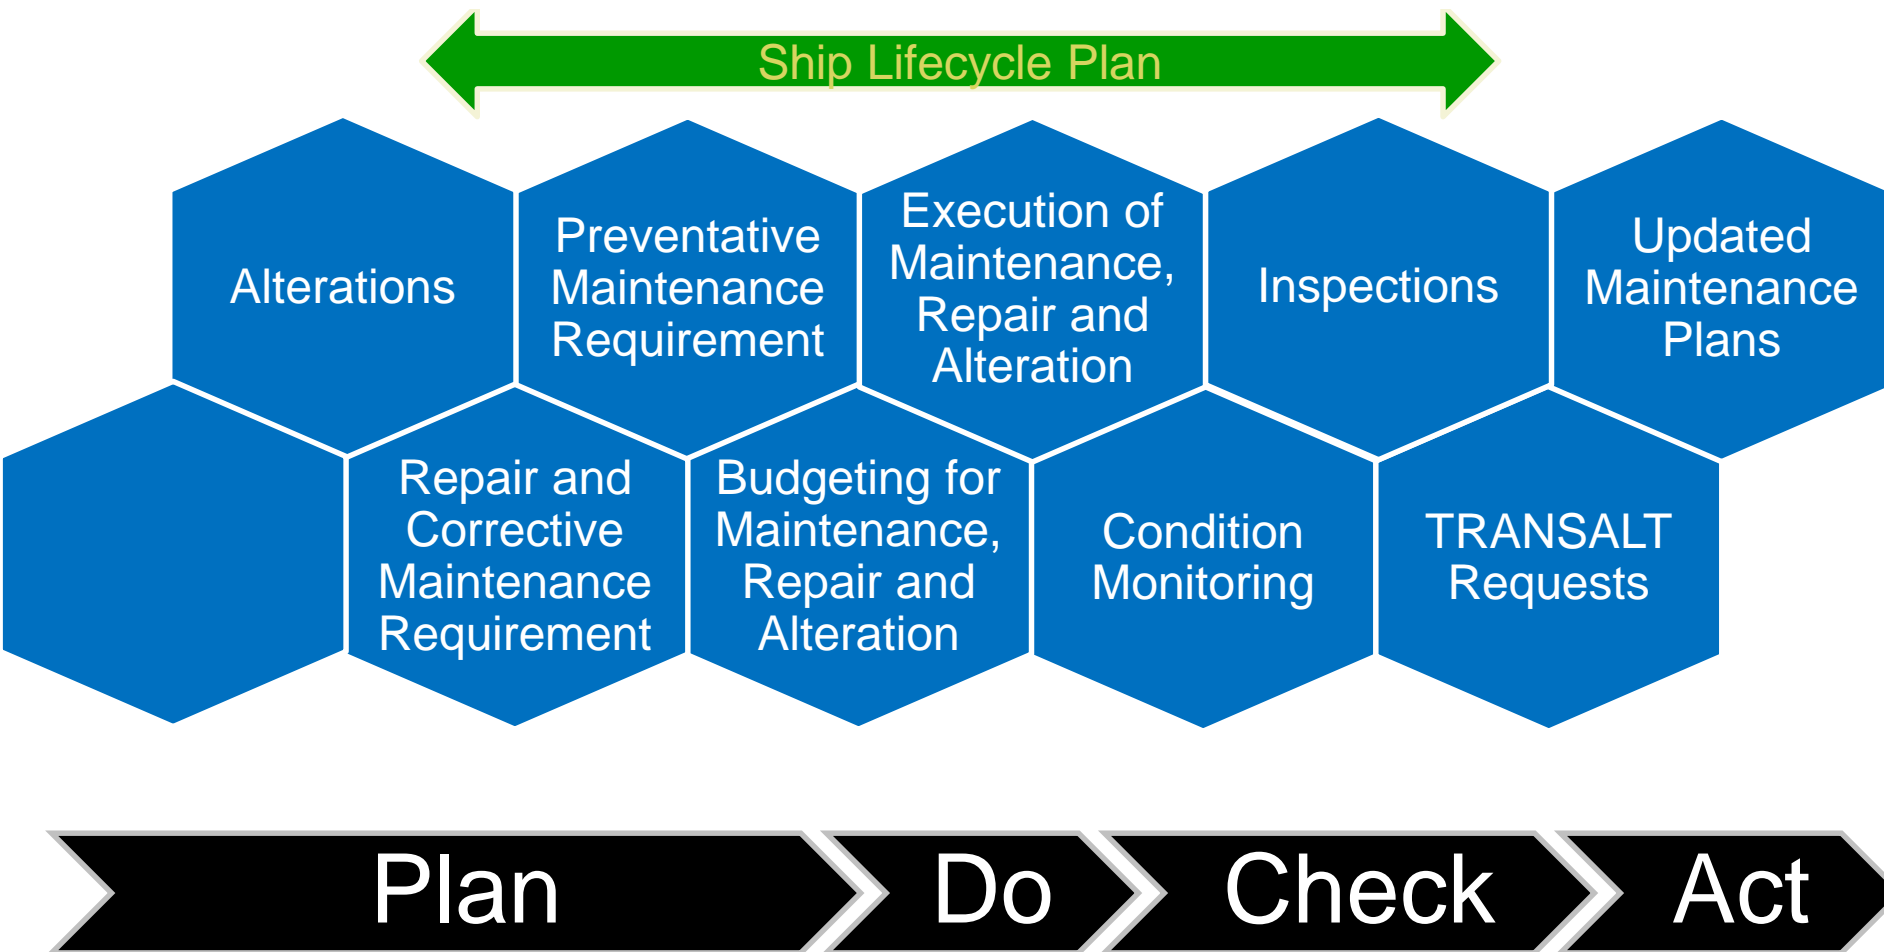 Ship Lifecycle Plan
Alterations
Preventative
Maintenance
Requirement
Execution of
Maintenance,
Repair and
Alteration
Inspections
Updated
Maintenance
Plans
Repair and
Corrective
Maintenance
Requirement
Budgeting for
Maintenance,
Repair and
Alteration
Condition
Monitoring
TRANSALT
Requests
Plan
Do
Check
Act